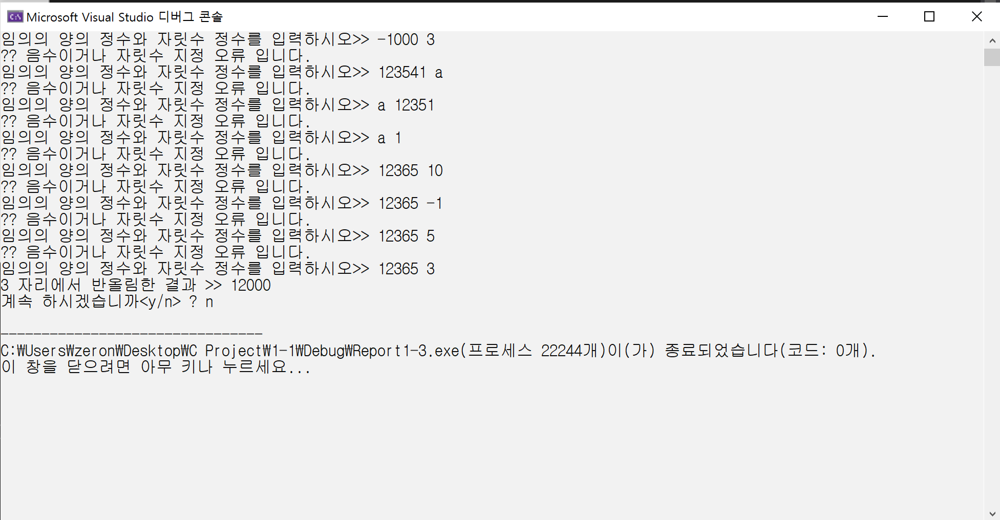 Microsoft Visual Studio 디버그 콘솔
임의의 양의 정수와 자릿수 정수를 입력하시오>> -1000 3
?? 음수이거나 자릿수 지정 오류 입니다.
임의의 양의 정수와 자릿수 정수를 입력하시오>> 123541 a
?? 음수이거나 자릿수 지정 오류 입니다.
임의의 양의 정수와 자릿수 정수를 입력하시오>> a 12351
?? 음수이거나 자릿수 지정 오류 입니다.
임의의 양의 정수와 자릿수 정수를 입력하시오>> a 1
?? 음수이거나 자릿수 지정 오류 입니다.
임의의 양의 정수와 자릿수 정수를 입력하시오>> 12365 10
?? 음수이거나 자릿수 지정 오류 입니다.
임의의 양의 정수와 자릿수 정수를 입력하시오>> 12365 -1
?? 음수이거나 자릿수 지정 오류 입니다.
임의의 양의 정수와 자릿수 정수를 입력하시오>> 12365 5
?? 음수이거나 자릿수 지정 오류 입니다.
임의의 양의 정수와 자릿수 정수를 입력하시오>> 12365 3
3 자리에서 반올림한 결과 >> 12000
계속 하시겠습니까<y/n> ? n
--------------------------------
C:₩Users₩zeron₩Desktop₩C Project₩1-1₩Debug₩Report1-3.exe(프로세스 22244개)이(가) 종료되었습니다(코드: 0개).
이 창을 닫으려면 아무 키나 누르세요...